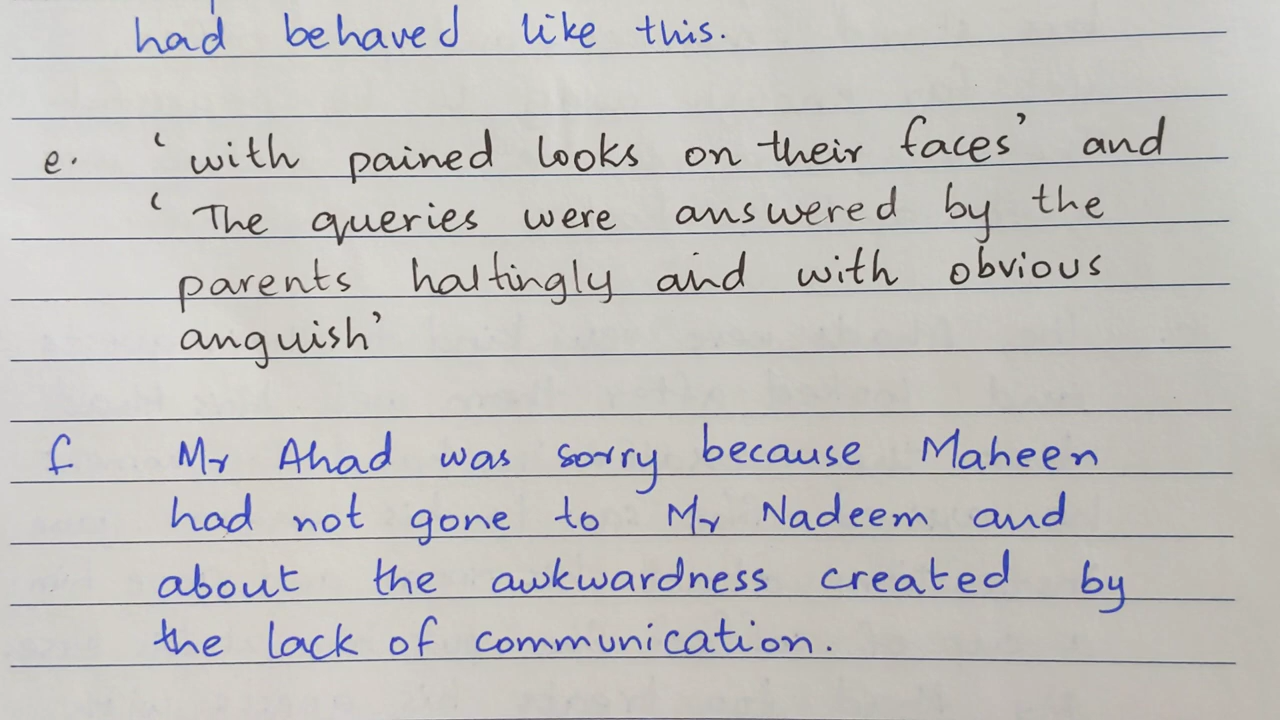 had behaved like this.
e. ‘with pained looks on their faces’ and
‘The queries were answered by the
parents haltingly and with obvious
anguish’
f Mr Ahad was sorry because Maheen
had not gone to Mr Nadeem and
about the awkwardness created by
the lack of communication.